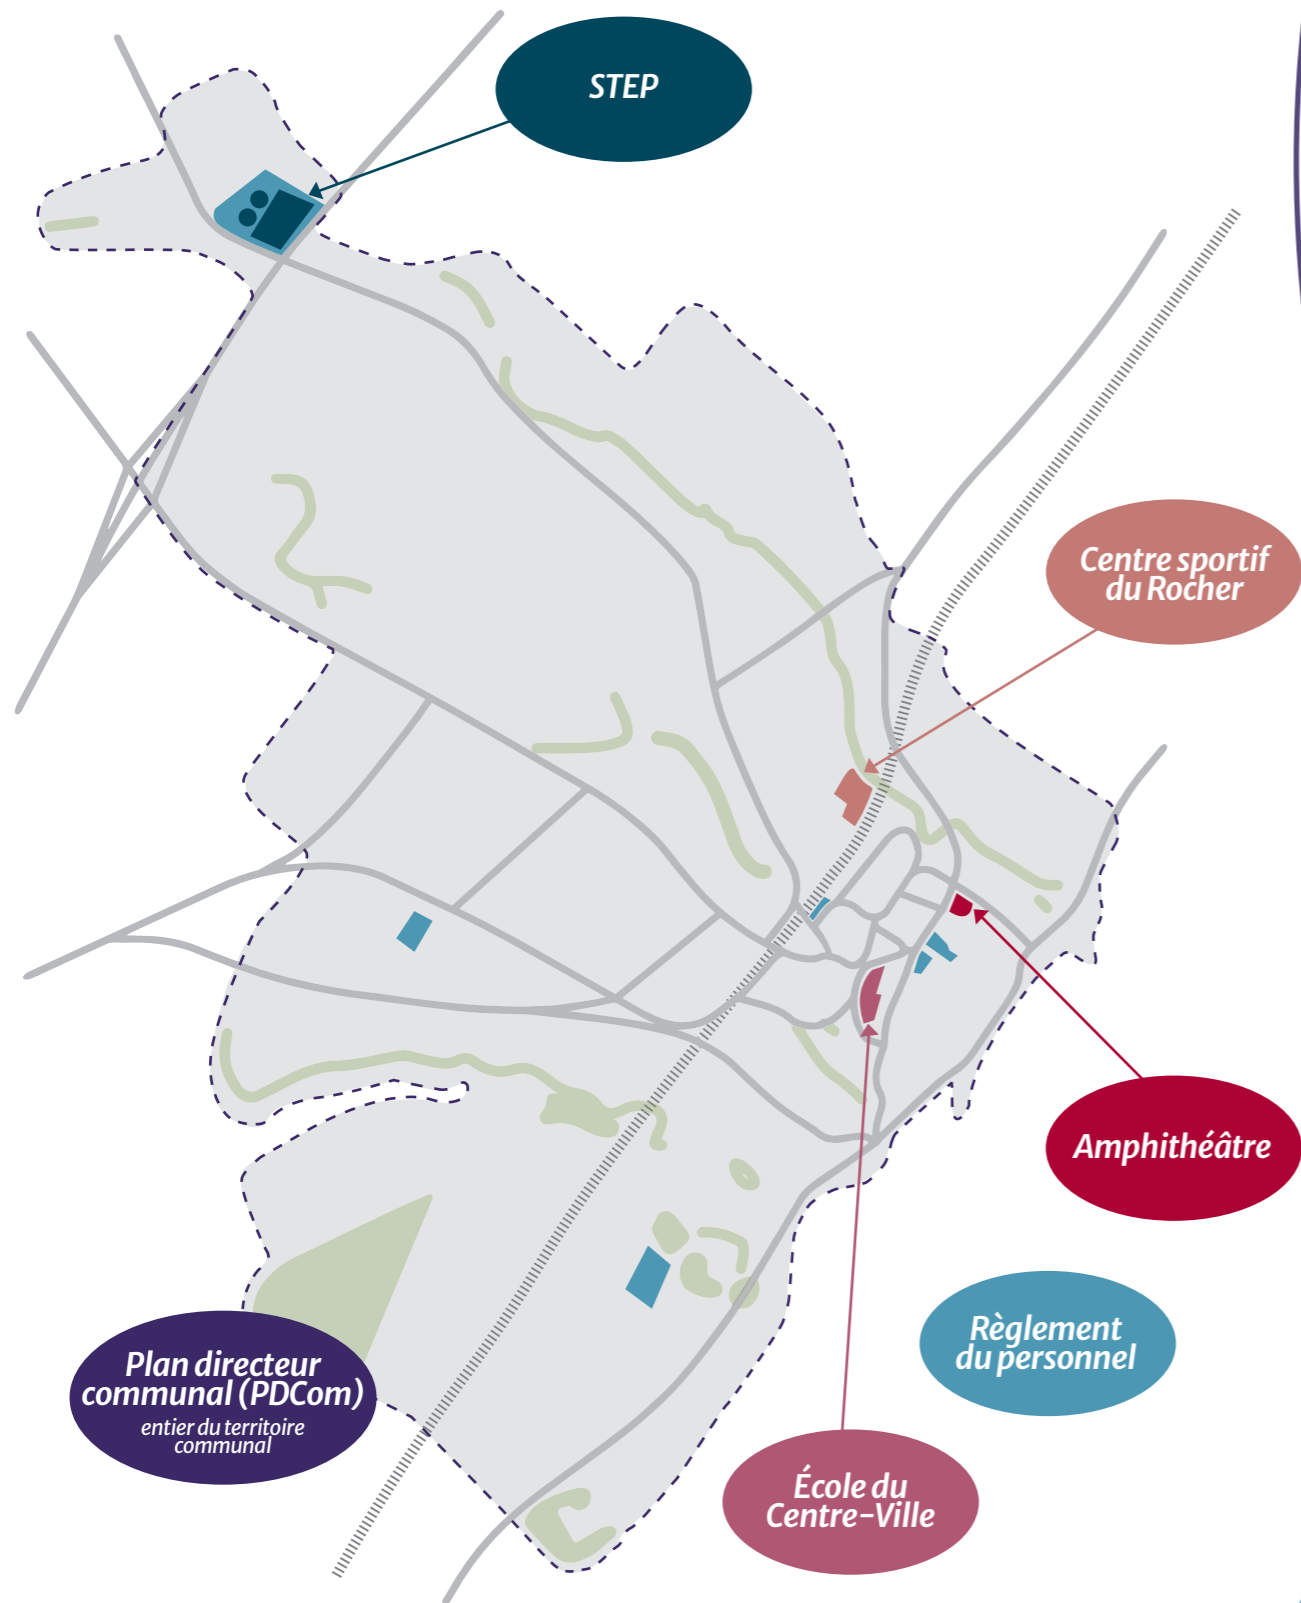 STEP
Centre sportif
du Rocher
Amphithéâtre
Règlement
du personnel
Plan directeur
communal (PDCom)
entier du territoire
communal
École du
Centre-Ville